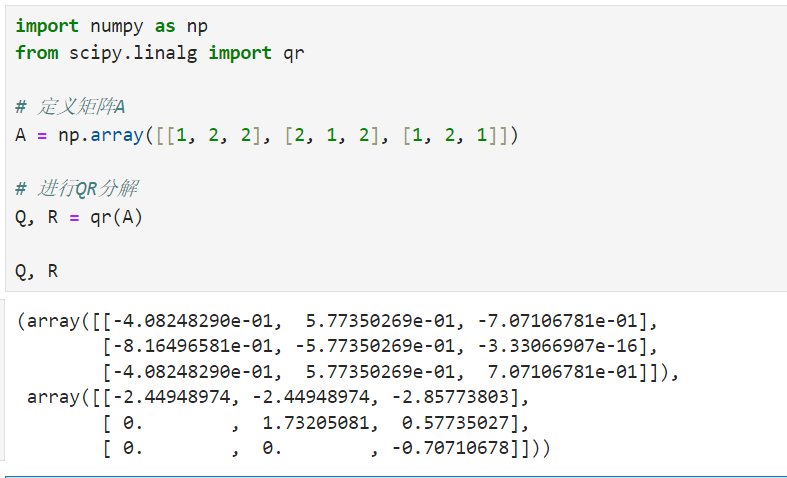 import numpy as np
from scipy.linalg import qr
# 定义矩阵A
A = np.array([[1, 2, 2], [2, 1, 2], [1, 2, 1]])
# 进行QR分解
Q, R = qr(A)
Q, R
(array([[-4.08248290e-01,  5.77350269e-01, -7.07106781e-01],
        [-8.16496581e-01, -5.77350269e-01, -3.33066907e-16],
        [-4.08248290e-01,  5.77350269e-01,  7.07106781e-01]]),
 array([[-2.44948974, -2.44948974, -2.85773803],
        [ 0.        ,  1.73205081,  0.57735027],
        [ 0.        ,  0.        , -0.70710678]]))